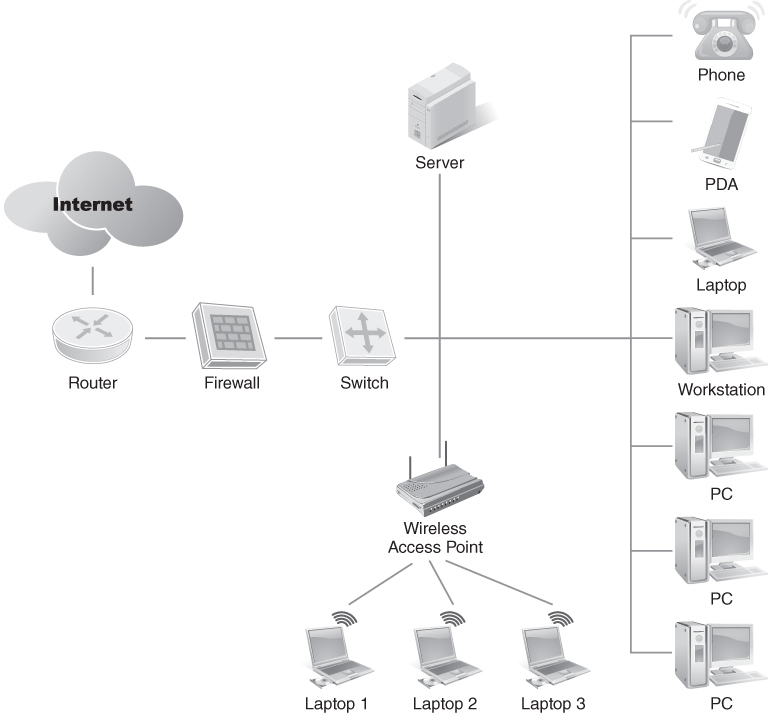 Phone
Server
PDA
Internet
Laptop
Router
Firewall
Switch
Workstation
PC
Wireless
Access Point
PC
Laptop 1
Laptop 2
Laptop 3
PC